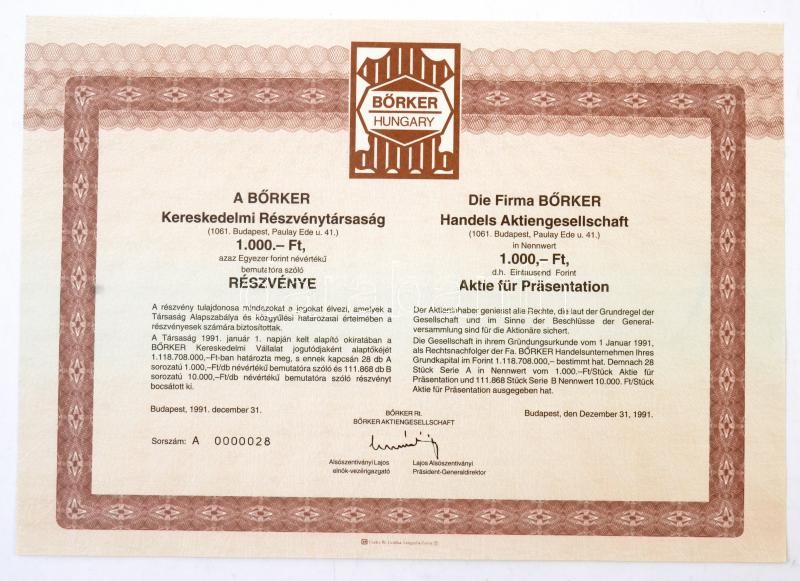 BŐRKER
HUNGARY
A BŐRKER
Kereskedelmi Részvénytársaság
(1061. Budapest, Paulay Ede u. 41.)
1.000.– Ft,
azaz Egyezer forint névértékű
bemutatóra szóló
RÉSZVÉNYE
A részvény tulajdonosa mindazokat a jogokat élvezi, amelyek a
Társaság Alapszabálya és közgyűlési határozatai értelmében a
részvényesek számára biztosítottak.
A Társaság 1991. január 1. napján kelt alapító okiratában a
BŐRKER Kereskedelmi Vállalat jogutódjaként alaptőkéjét
1.118.708.000,–Ft-ban határozta meg, s ennek kapcsán 28 db A
sorozatú 1.000,–Ft/db névértékű bemutatóra szóló és 111.868 db B
sorozatú 10.000,–Ft/db névértékű bemutatóra szóló részvényt
bocsátott ki.
Budapest, 1991. december 31.
Sorszám: A 0000028
Die Firma BŐRKER
Handels Aktiengesellschaft
(1061. Budapest, Paulay Ede u. 41.)
in Nennwert
1.000,– Ft,
d.h. Eintausend Forint
Aktie für Präsentation
Der Aktieninhaber genießt alle Rechte, die laut der Grundregel der
Gesellschaft und im Sinne der Beschlüsse der General-
versammlung sind für die Aktionäre sichert.
Die Gesellschaft in ihrem Gründungsurkunde vom 1 Januar 1991,
als Rechtsnachfolger der Fa. BŐRKER Handelsunternehmen Ihres
Grundkapital im Forint 1.118.708.000,– bestimmt hat. Demnach 28
Stück Serie A in Nennwert vom 1.000.–Ft/Stück Aktie für
Präsentation und 111.868 Stück Serie B Nennwert 10.000. Ft/Stück
Aktie für Präsentation ausgegeben hat.
Budapest, den Dezember 31, 1991.
BŐRKER Rt.
BŐRKER AKTIENGESELLSCHAFT
Alsószentiványi Lajos
elnök-vezérigazgató
Lajos Alsószentiványi
Präsident-Generaldirektor